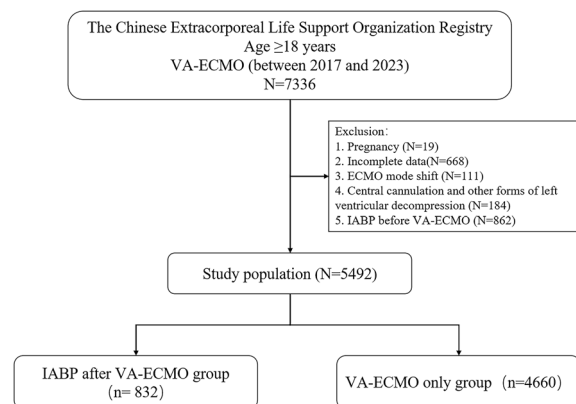 The Chinese Extracorporeal Life Support Organization Registry
Age ≥18 years
VA-ECMO (between 2017 and 2023)
N=7336
Exclusion:
1. Pregnancy (N=19)
2. Incomplete data(N=668)
3. ECMO mode shift (N=111)
4. Central cannulation and other forms of left
ventricular decompression (N=184)
5. IABP before VA-ECMO (N=862)
Study population (N=5492)
IABP after VA-ECMO group
(n= 832)
VA-ECMO only group (n=4660)